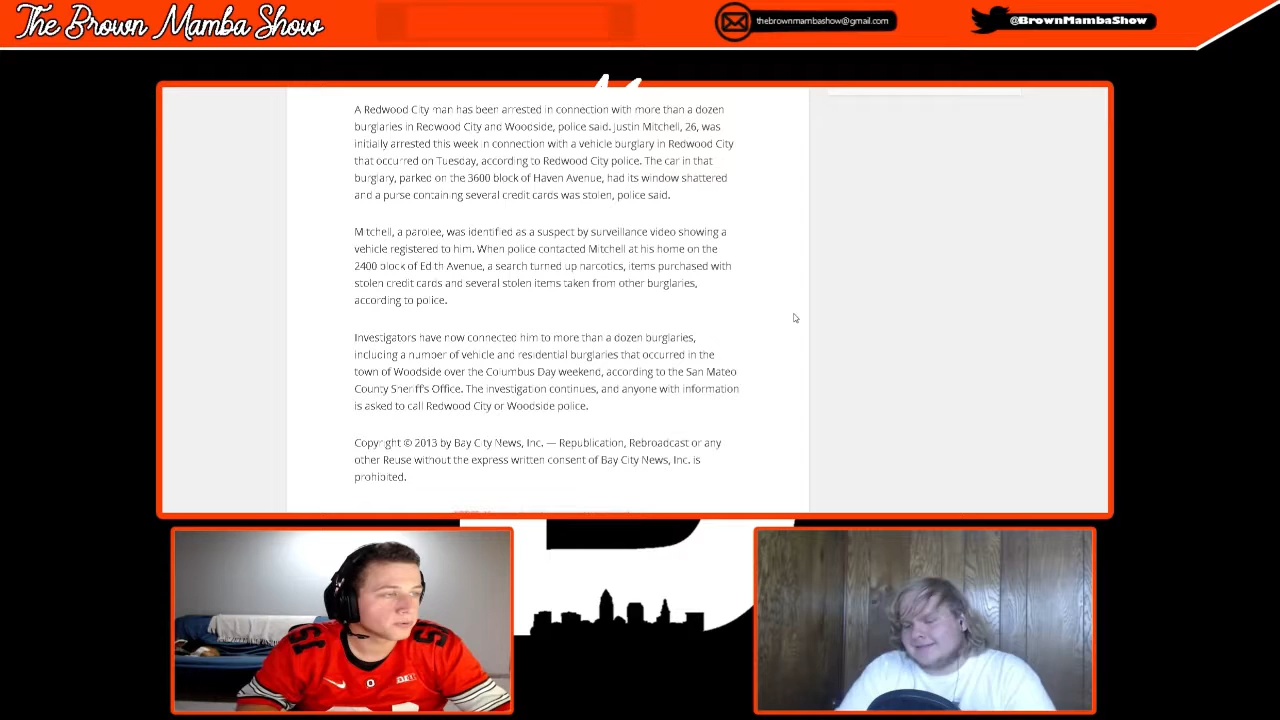 The Brown Mamba Show
thebrownmambashow@gmail.com
@BrownMambaShow
A Redwood City man has been arrested in connection with more than a dozen
burglaries in Redwood City and Woodside, police said. Justin Mitchell, 26, was
initially arrested this week in connection with a vehicle burglary in Redwood City
that occurred on Tuesday, according to Redwood City police. The car in that
burglary, parked on the 3600 block of Haven Avenue, had its window shattered
and a purse containing several credit cards was stolen, police said.
Mitchell, a parolee, was identified as a suspect by surveillance video showing a
vehicle registered to him. When police contacted Mitchell at his home on the
2400 block of Edith Avenue, a search turned up narcotics, items purchased with
stolen credit cards and several stolen items taken from other burglaries,
according to police.
Investigators have now connected him to more than a dozen burglaries,
including a number of vehicle and residential burglaries that occurred in the
town of Woodside over the Columbus Day weekend, according to the San Mateo
County Sheriff's Office. The investigation continues, and anyone with information
is asked to call Redwood City or Woodside police.
Copyright © 2013 by Bay City News, Inc. — Republication, Rebroadcast or any
other Reuse without the express written consent of Bay City News, Inc. is
prohibited.